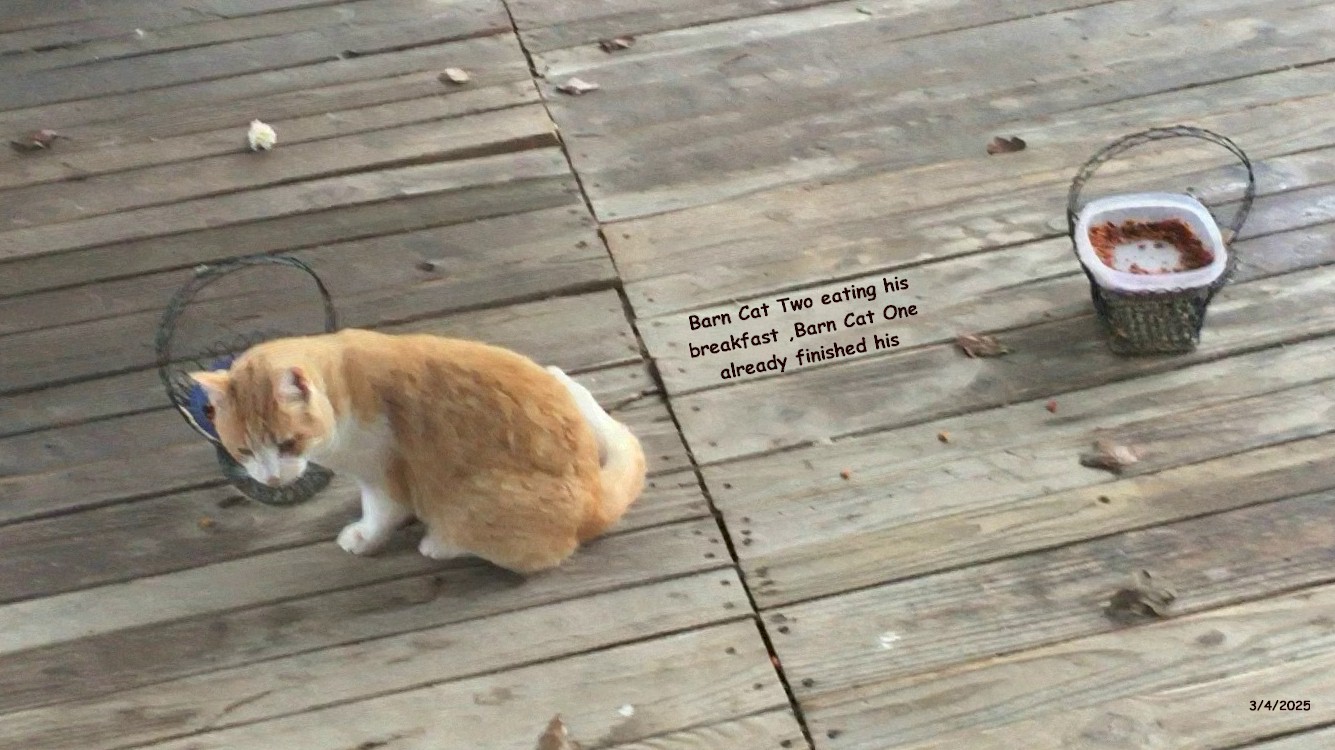 Barn Cat Two eating his
breakfast ,Barn Cat One
already finished his
3/4/2025